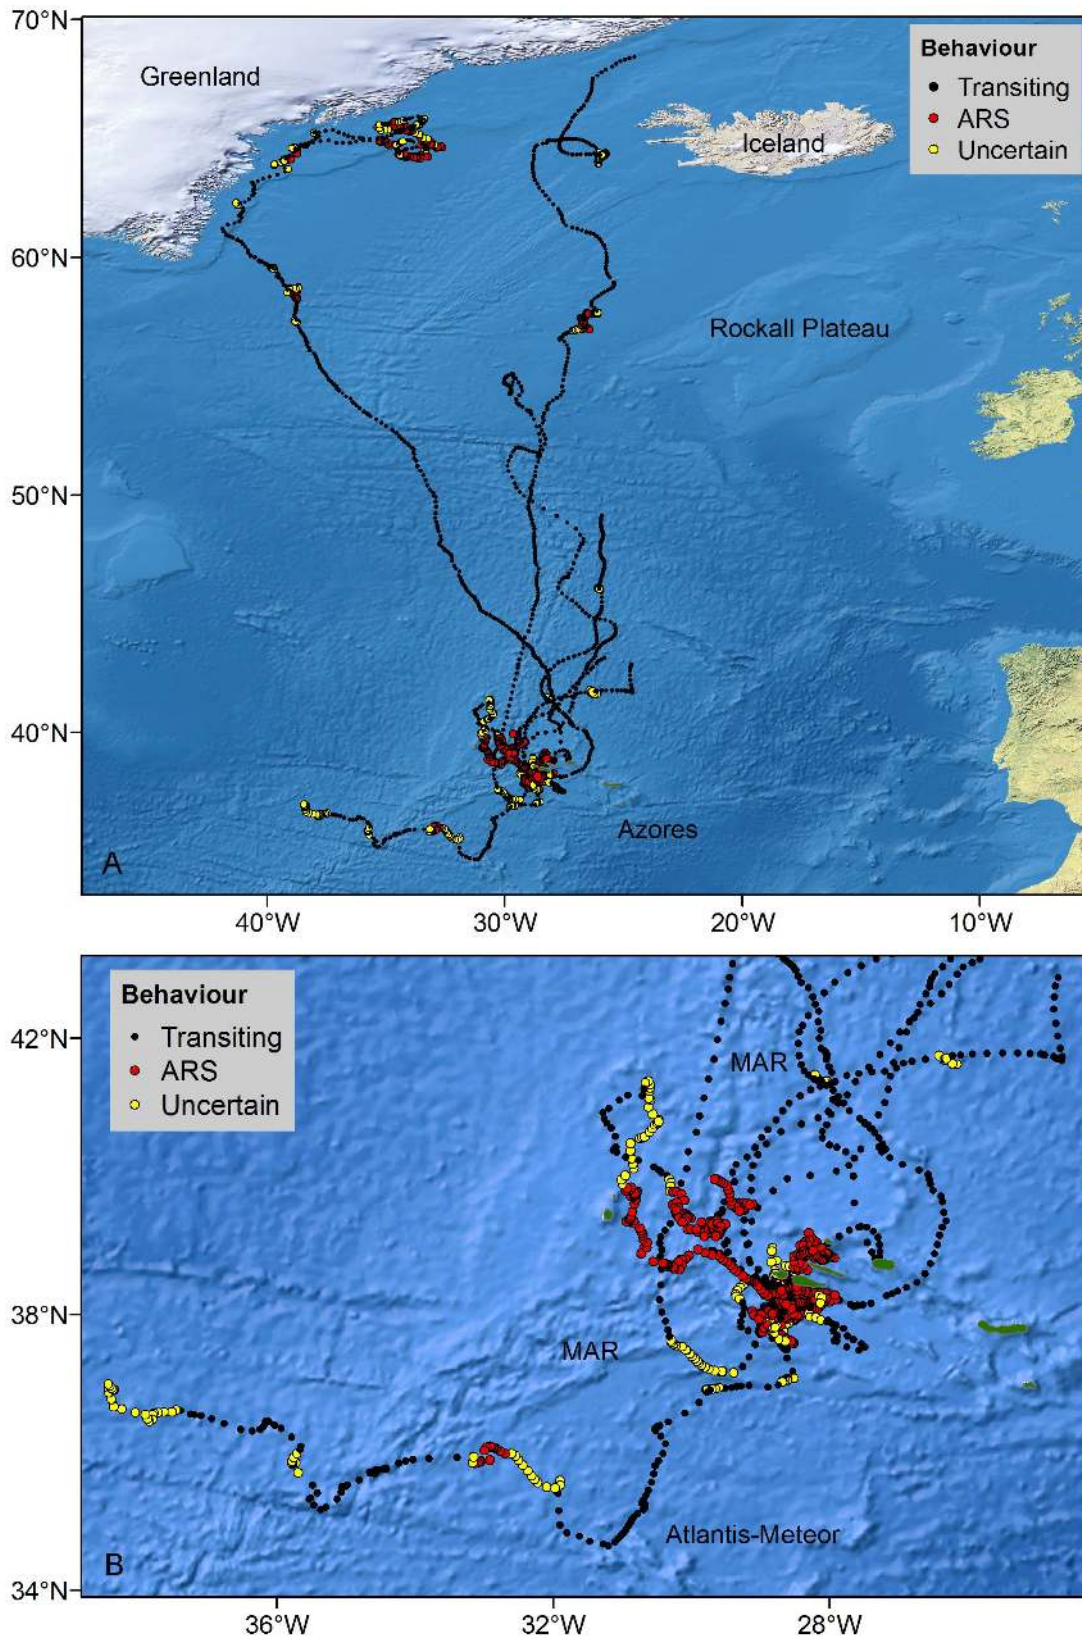 70°N
Greenland
Behaviour
Transiting
ARS
Uncertain
Iceland
60°N
Rockall Plateau
50°N
40°N
Azores
A
40°W
30°W
20°W
10°W
Behaviour
Transiting
ARS
Uncertain
42°N
MAR
38°N
MAR
Atlantis-Meteor
B
34°N
36°W
32°W
28°W